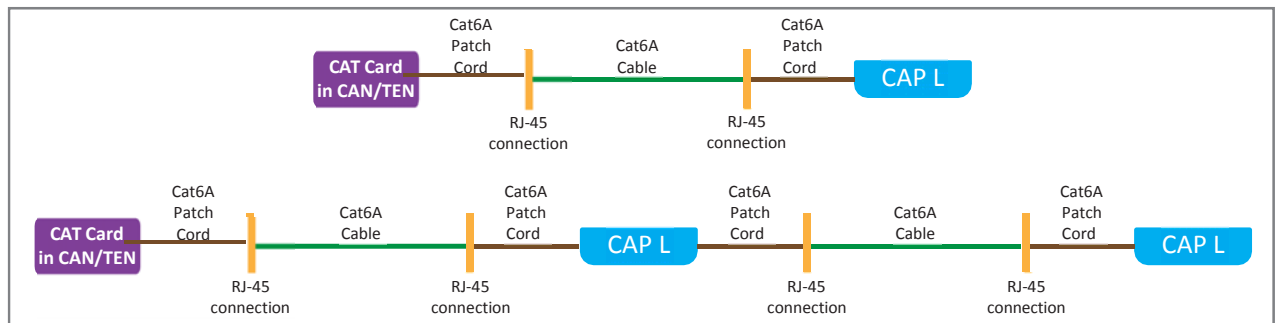 Cat6A
Patch
Cord
Cat6A
Cable
Cat6A
Patch
Cord
CAT Card
in CAN/TEN
CAP L
RJ-45
connection
RJ-45
connection
Cat6A
Patch
Cord
Cat6A
Cable
Cat6A
Patch
Cord
Cat6A
Patch
Cord
Cat6A
Cable
Cat6A
Patch
Cord
CAT Card
in CAN/TEN
CAP L
CAP L
RJ-45
connection
RJ-45
connection
RJ-45
connection
RJ-45
connection